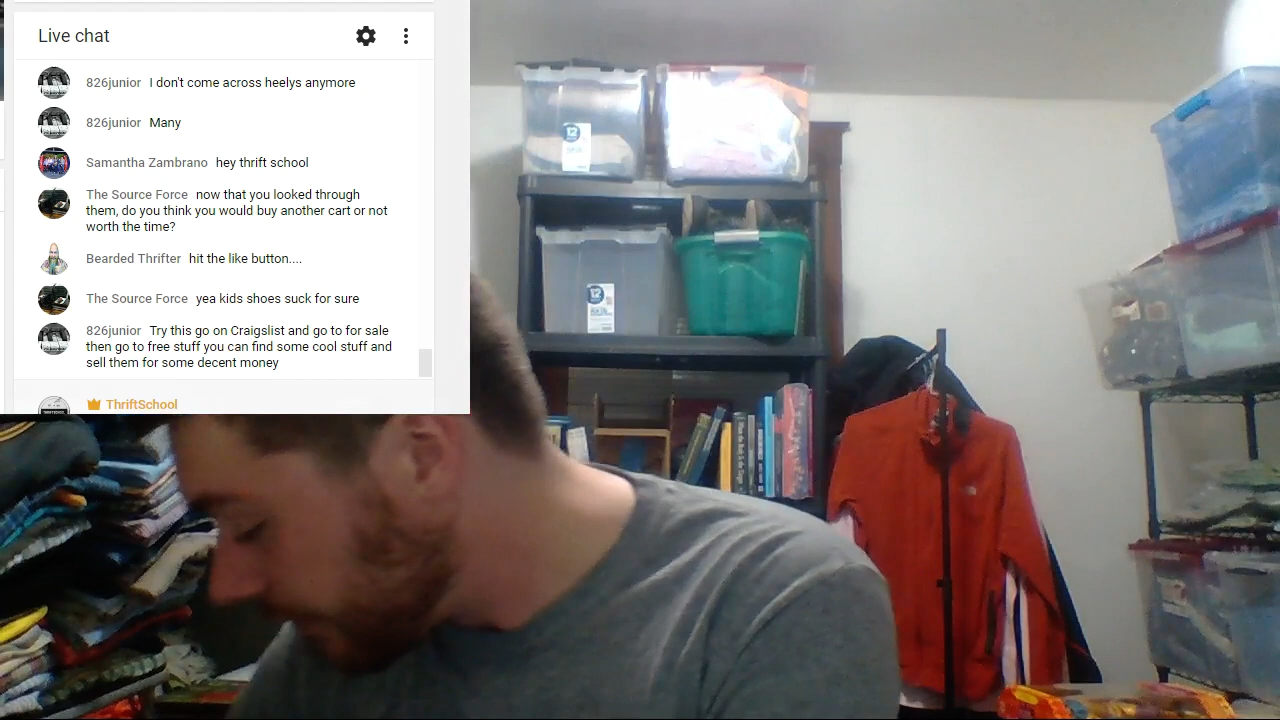 Live chat
826junior I don't come across heelys anymore
826junior Many
Samantha Zambrano hey thrift school
The Source Force now that you looked through
them, do you think you would buy another cart or not
worth the time?
Bearded Thrifter hit the like button....
The Source Force yea kids shoes suck for sure
826junior Try this go on Craigslist and go to for sale
then go to free stuff you can find some cool stuff and
sell them for some decent money
ThriftSchool
12
12